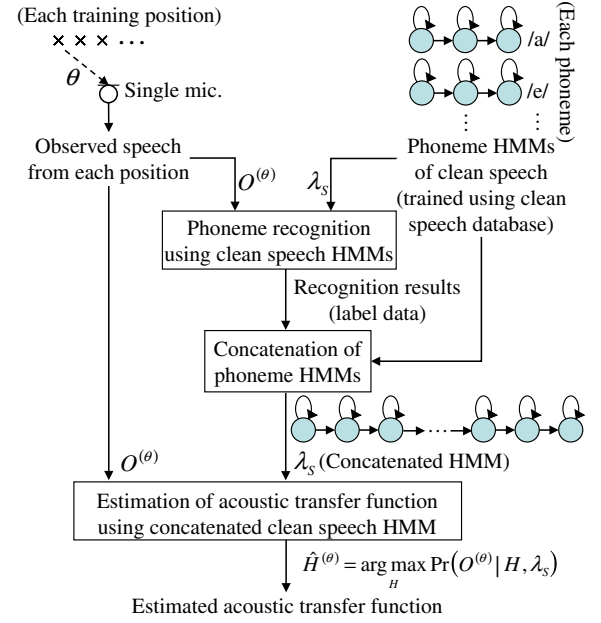 (Each training position)
× × × ...
θ
Single mic.
Observed speech
from each position
/a/
/e/
⋮ ⋮
(Each phoneme)
Phoneme HMMs
of clean speech
(trained using clean
speech database)
O^(θ)
λ_S
Phoneme recognition
using clean speech HMMs
Recognition results
(label data)
Concatenation of
phoneme HMMs
...
λ_S (Concatenated HMM)
O^(θ)
Estimation of acoustic transfer function
using concatenated clean speech HMM
Ĥ^(θ) = arg max_H Pr(O^(θ) | H, λ_S)
Estimated acoustic transfer function